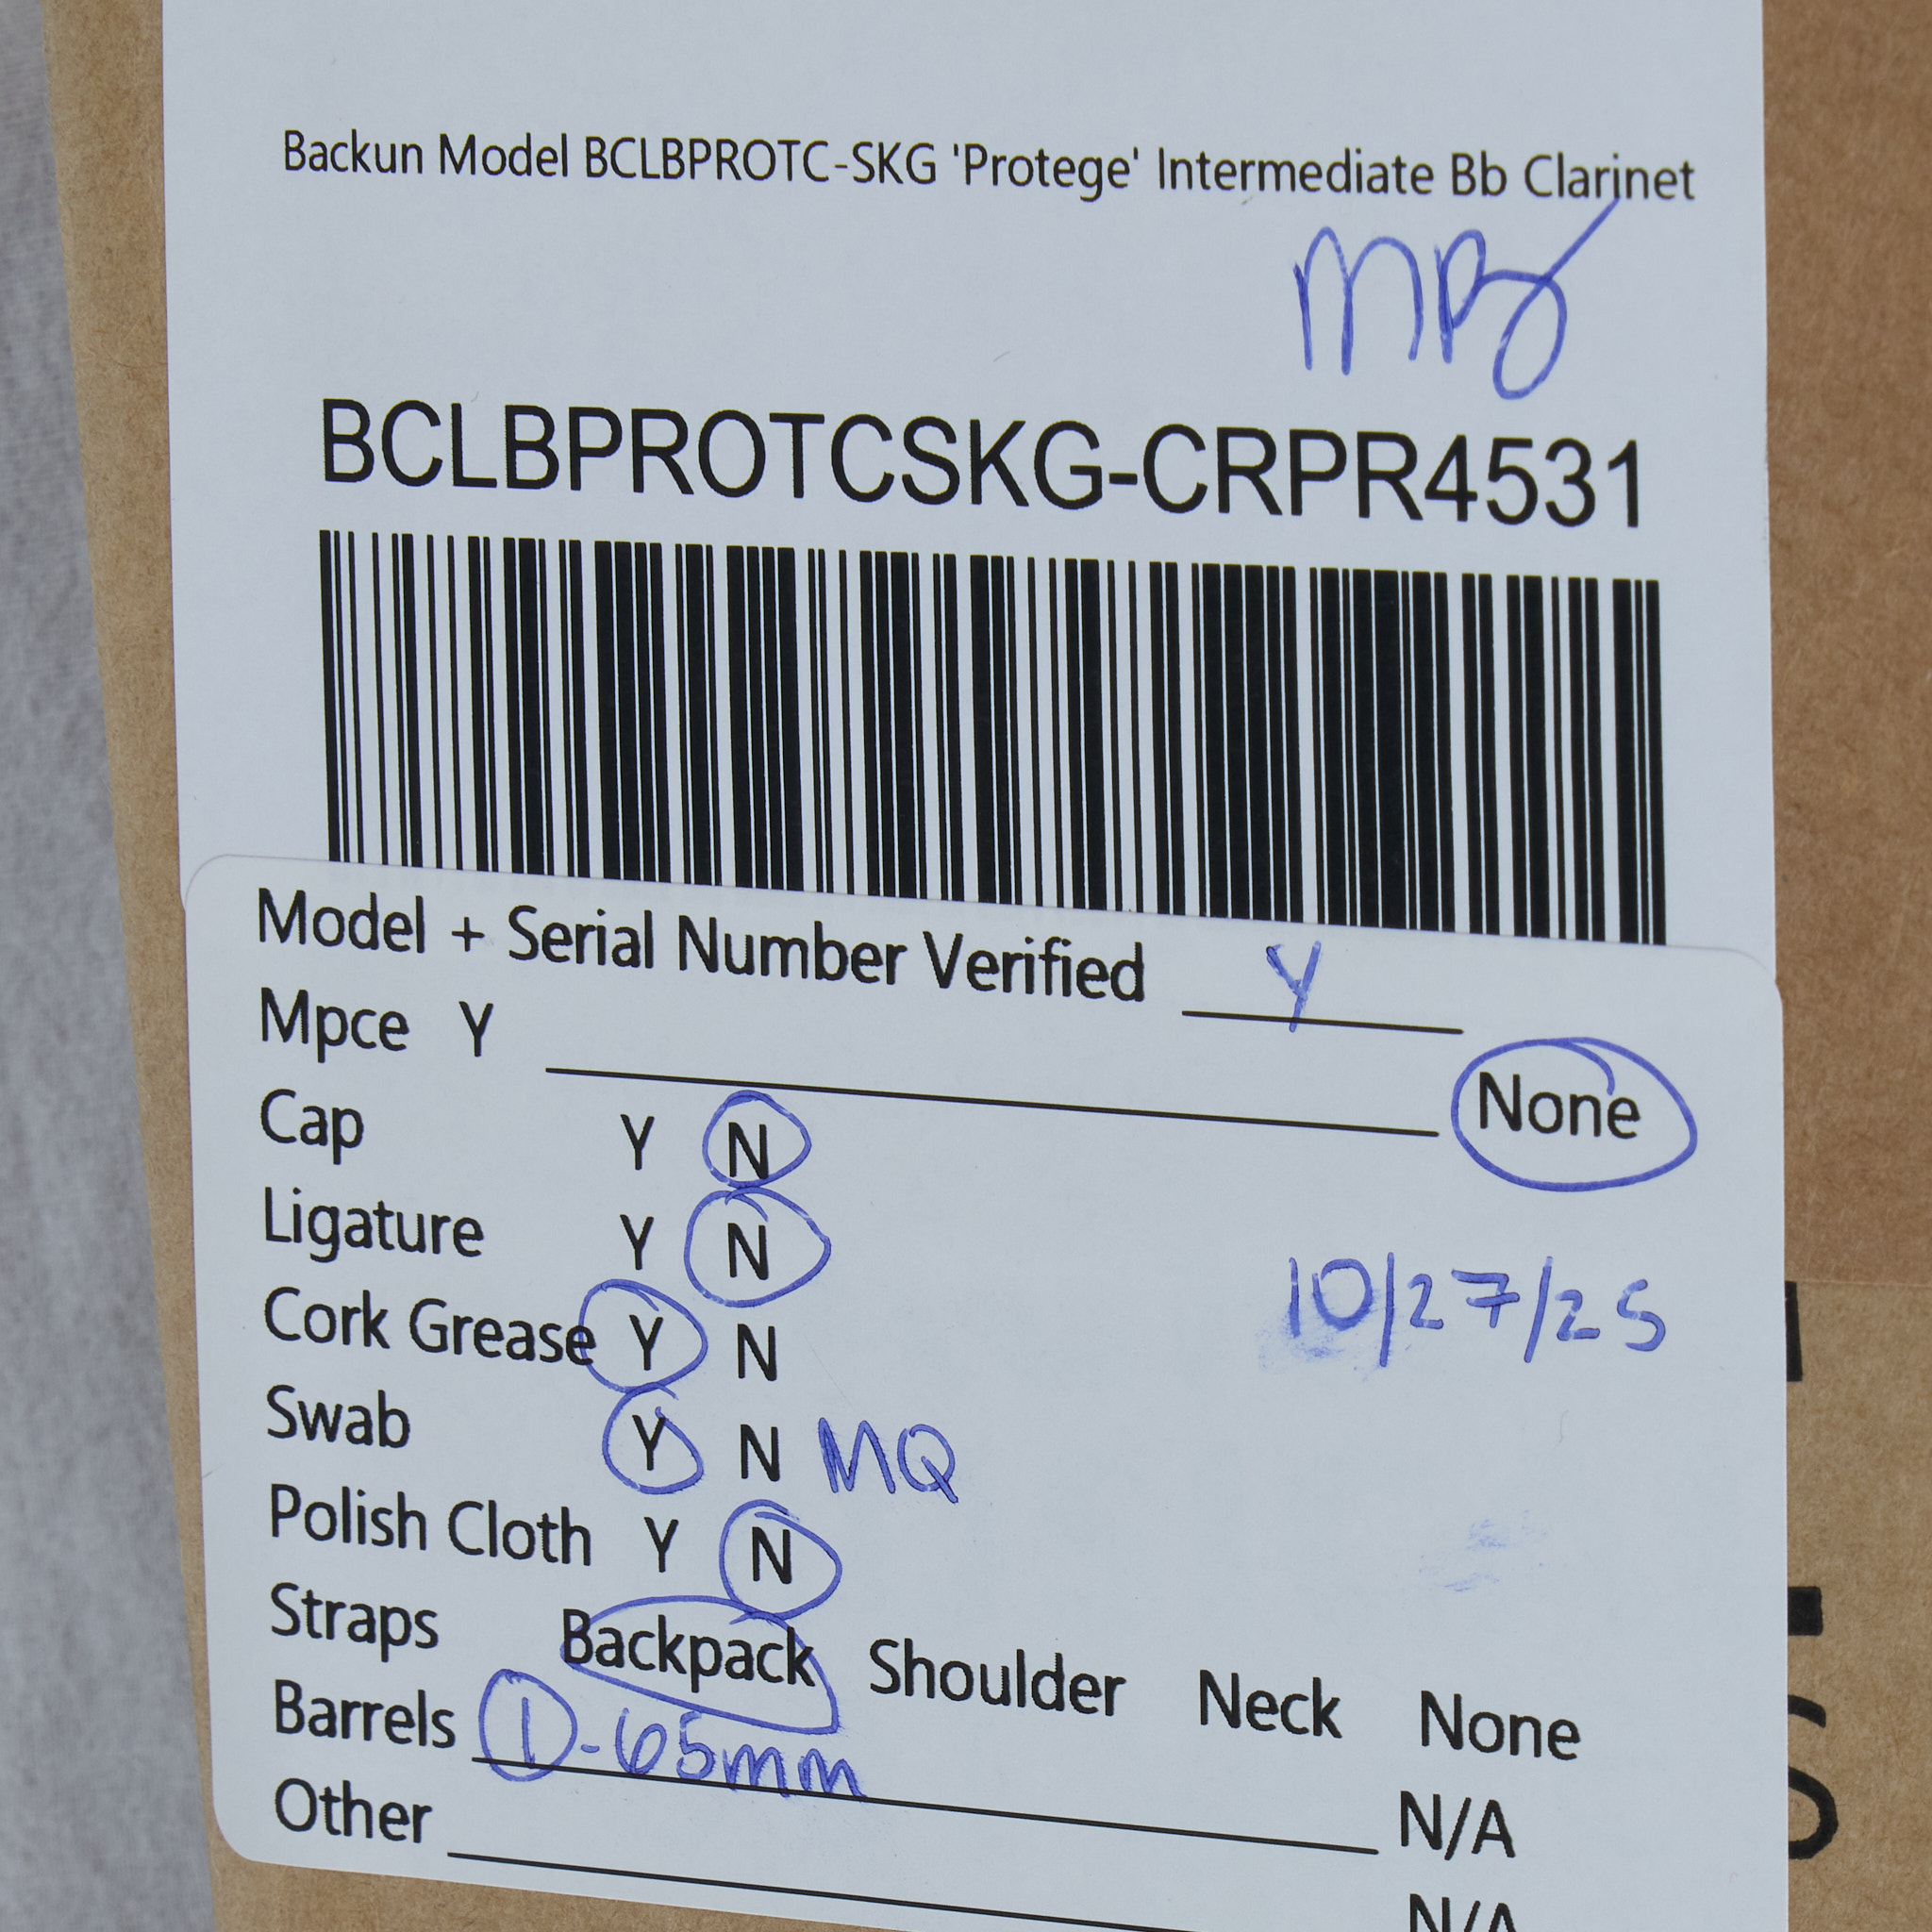 Backun Model BCLBPROTC-SKG 'Protege' Intermediate Bb Clarinet
BCLBPROTCSKG-CRPR4531
Model + Serial Number Verified Y
Mpce Y None
Cap Y N
Ligature Y N
10/27/25
Cork Grease Y N
Swab Y N MQ
Polish Cloth Y N
Straps Backpack Shoulder Neck None
Barrels 1-65mm N/A
Other N/A